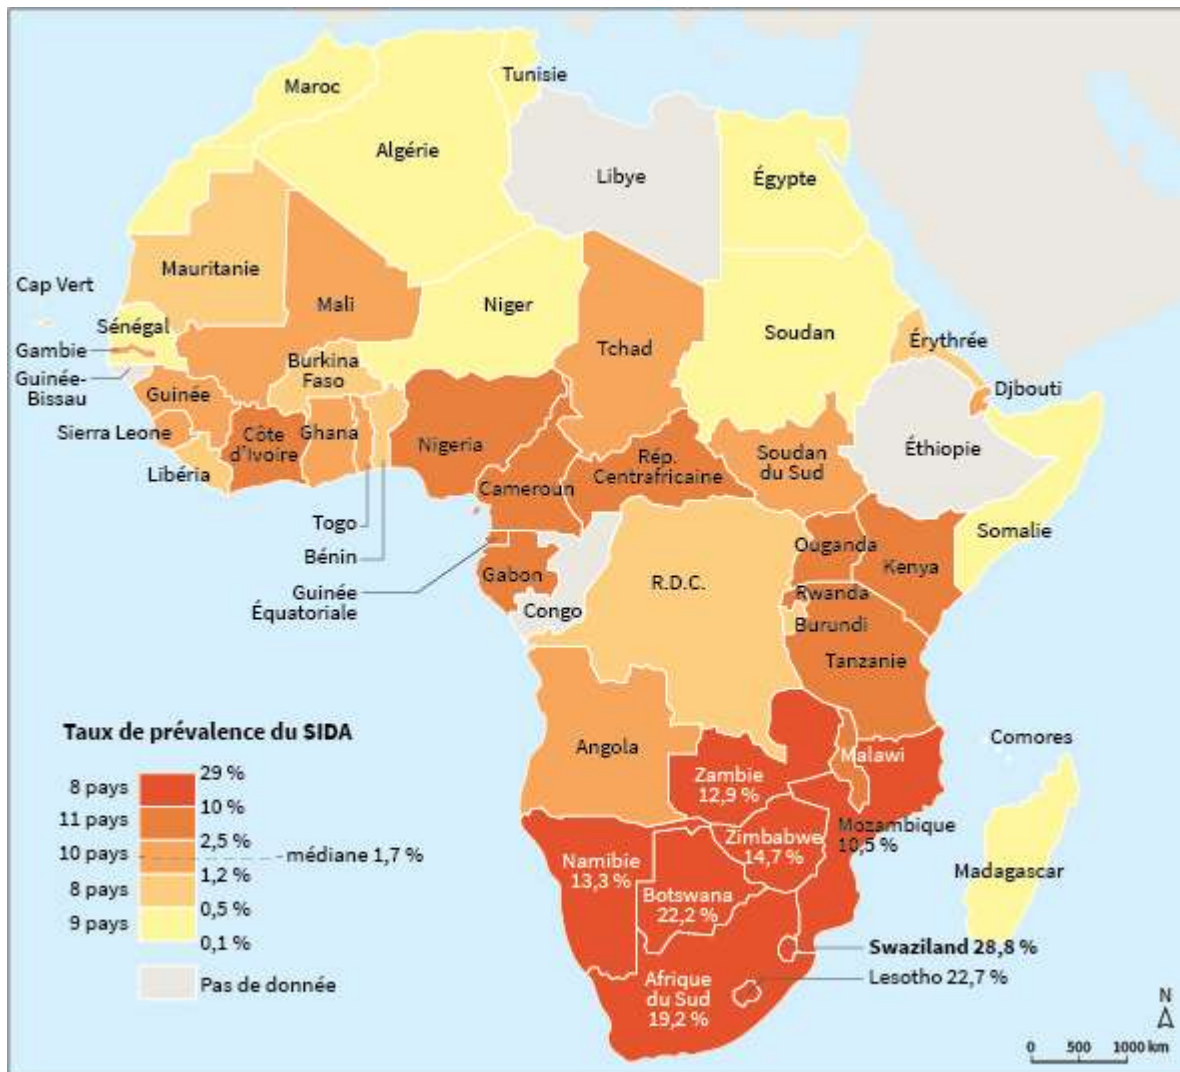 Maroc
Tunisie
Algérie
Libye
Égypte
Mauritanie
Cap Vert
Mali
Niger
Sénégal
Soudan
Tchad
Érythrée
Gambie
Burkina
Faso
Guinée-
Bissau
Djibouti
Guinée
Sierra Leone
Côte
d'Ivoire
Ghana
Nigeria
Éthiopie
Soudan
du Sud
Rép.
Centrafricaine
Libéria
Cameroun
Togo
Somalie
Ouganda
Bénin
Kenya
Gabon
R.D.C.
Guinée
Équatoriale
Rwanda
Congo
Burundi
Tanzanie
Taux de prévalence du SIDA
Angola
Comores
Malawi
8 pays
11 pays
10 pays
8 pays
9 pays
29 %
10 %
2,5 %
1,2 %
0,5 %
0,1 %
médiane 1,7 %
Pas de donnée
Zambie
12,9 %
Mozambique
10,5 %
Zimbabwe
14,7 %
Namibie
13,3 %
Botswana
22,2 %
Madagascar
Swaziland 28,8 %
Lesotho 22,7 %
Afrique
du Sud
19,2 %
N
0 500 1000 km